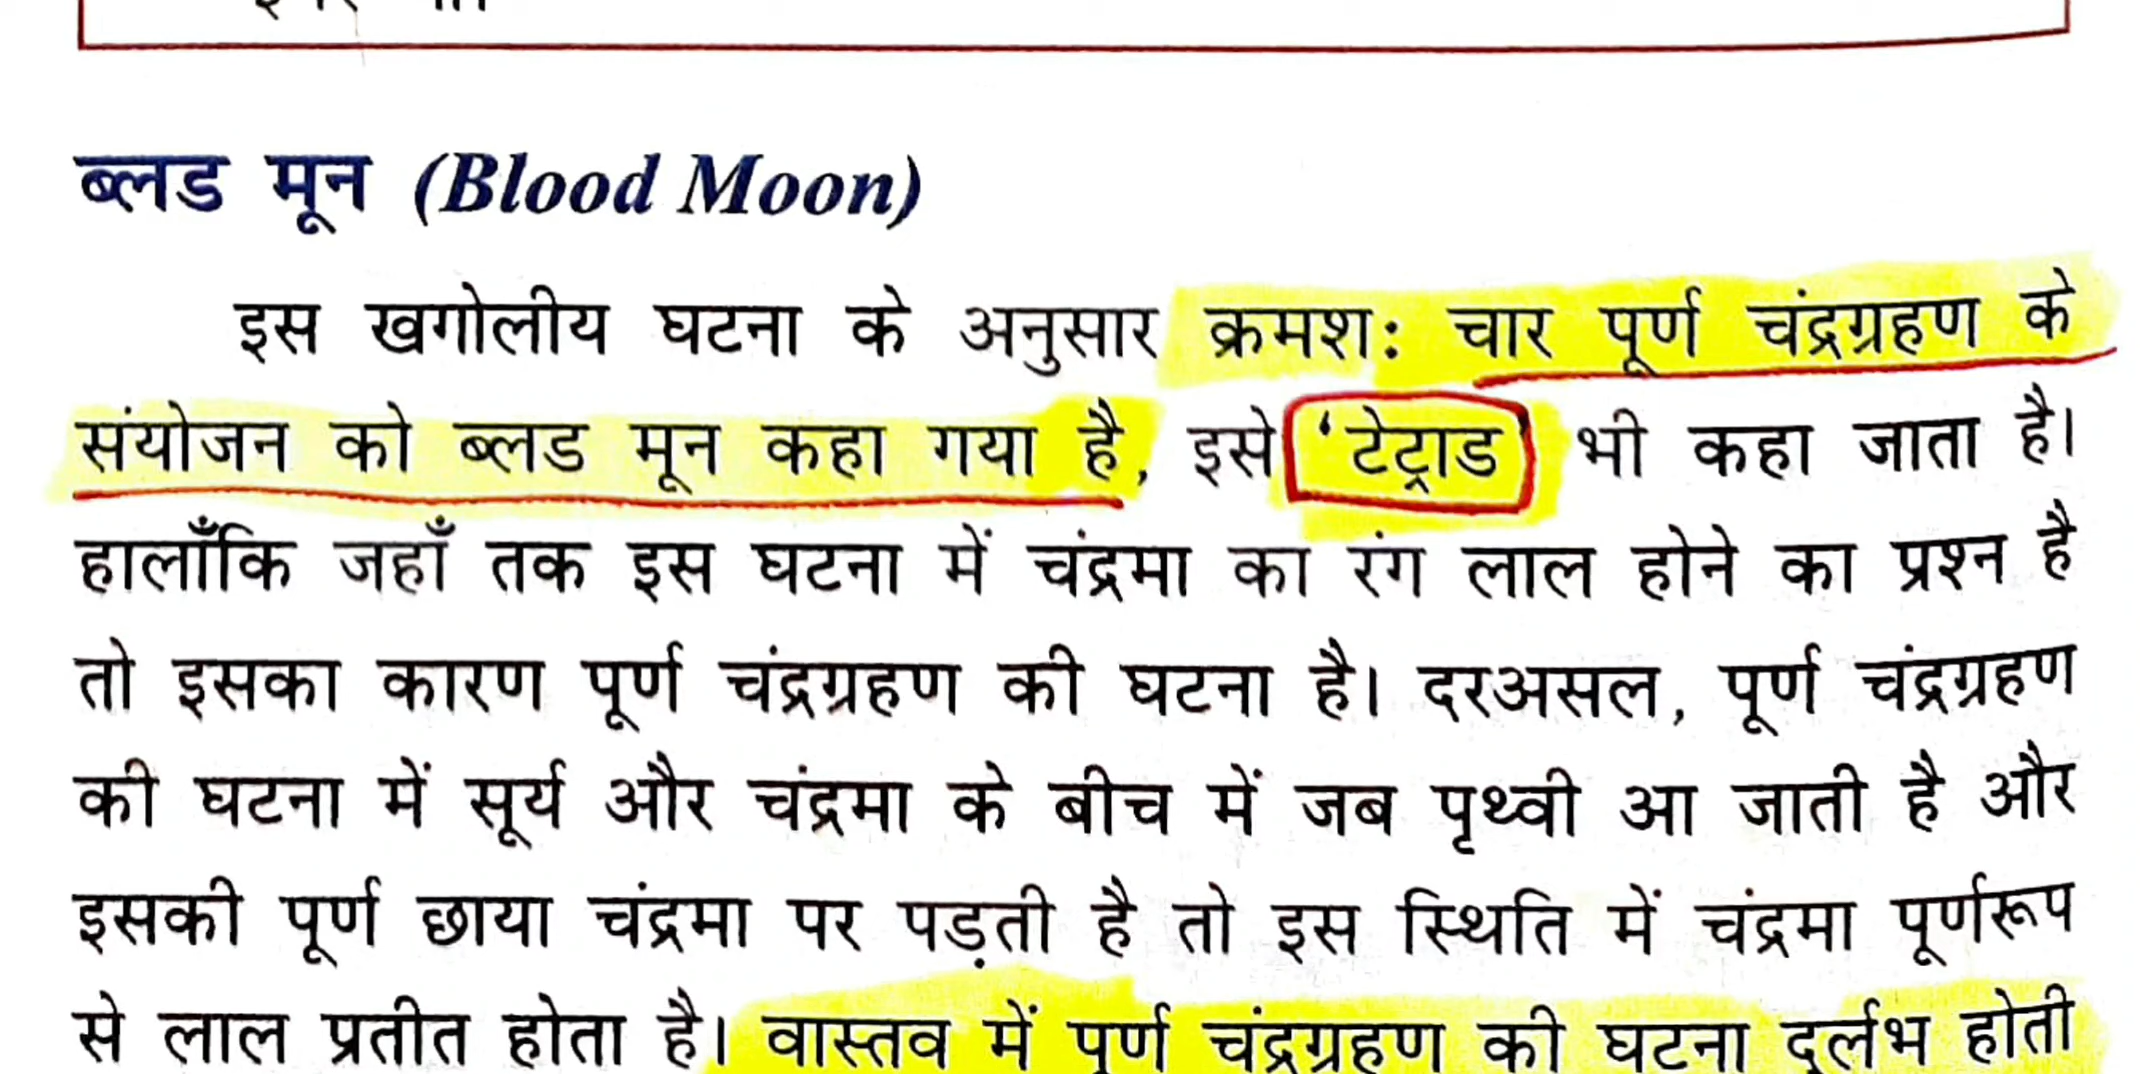 ब्लड मून (Blood Moon)
इस खगोलीय घटना के अनुसार क्रमश: चार पूर्ण चंद्रग्रहण के
संयोजन को ब्लड मून कहा गया है, इसे 'टेट्राड' भी कहा जाता है।
हालाँकि जहाँ तक इस घटना में चंद्रमा का रंग लाल होने का प्रश्न है
तो इसका कारण पूर्ण चंद्रग्रहण की घटना है। दरअसल, पूर्ण चंद्रग्रहण
की घटना में सूर्य और चंद्रमा के बीच में जब पृथ्वी आ जाती है और
इसकी पूर्ण छाया चंद्रमा पर पड़ती है तो इस स्थिति में चंद्रमा पूर्णरूप
से लाल प्रतीत होता है। वास्तव में पूर्ण चंद्रग्रहण की घटना दुर्लभ होती